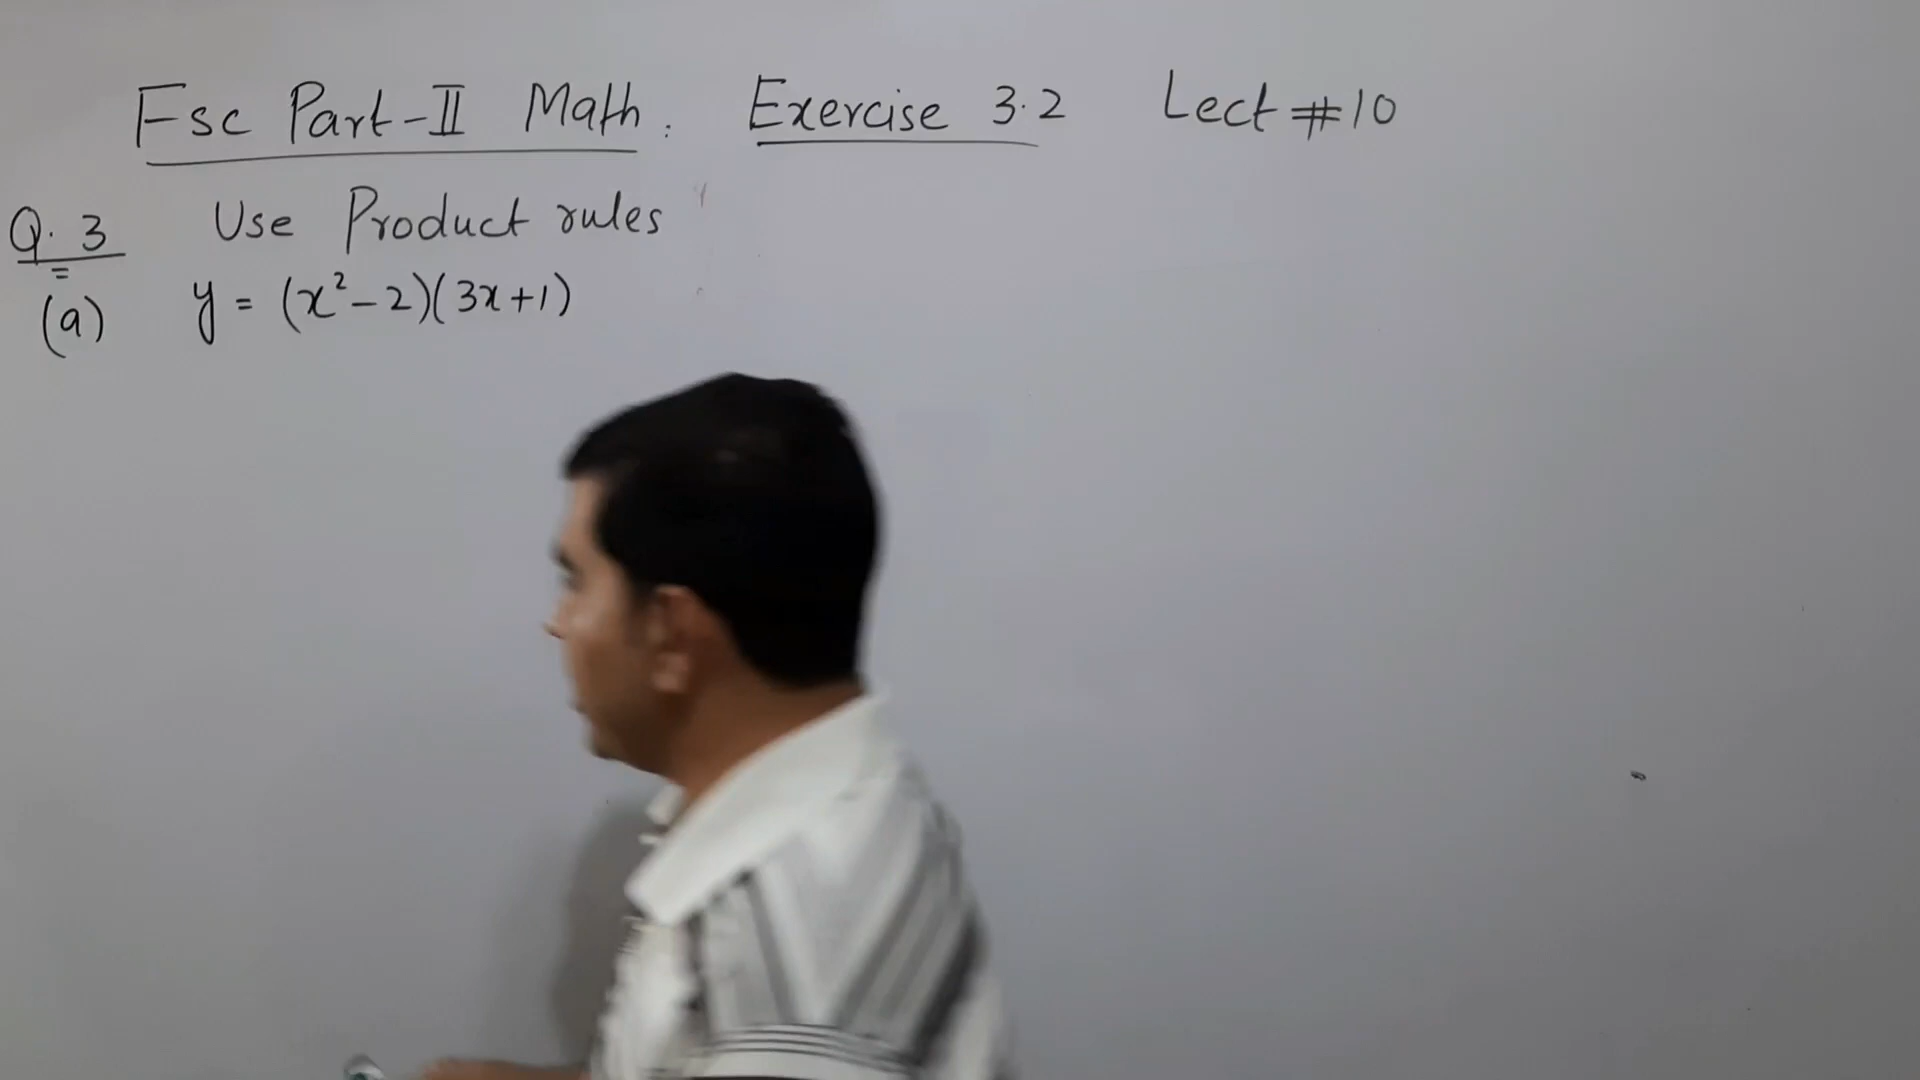 Fsc Part-II Math. Exercise 3.2 Lect #10
Q.3 Use Product rules
(a) y = (x²-2)(3x+1)